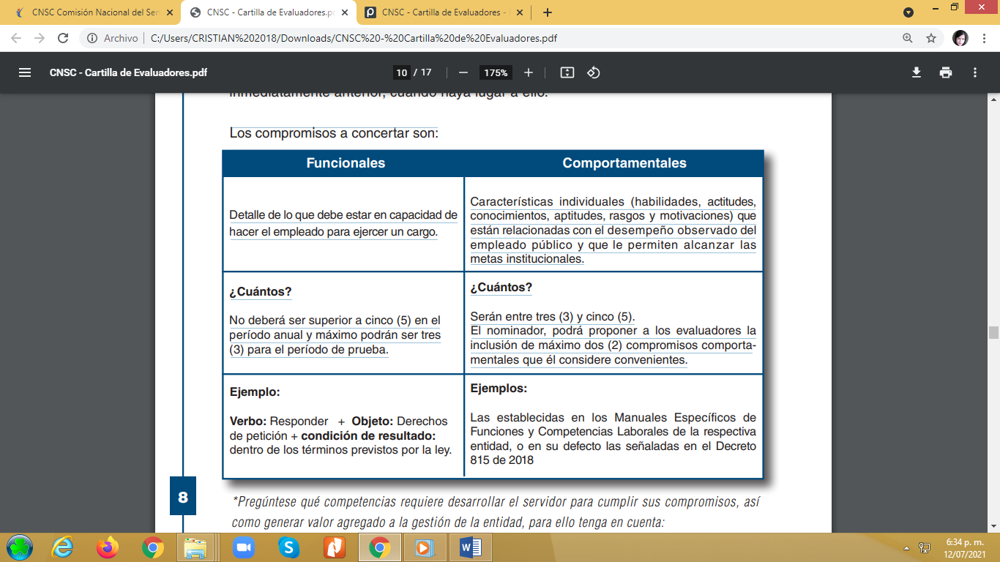 CNSC Comisión Nacional del Ser
CNSC - Cartilla de Evaluadores.pd
CNSC - Cartilla de Evaluadores -
Archivo C:/Users/CRISTIAN%202018/Downloads/CNSC%20-%20Cartilla%20de%20Evaluadores.pdf
CNSC - Cartilla de Evaluadores.pdf
10 / 17
175%
inmediatamente anterior, cuando haya lugar a ello.
Los compromisos a concertar son:
Funcionales
Comportamentales
Detalle de lo que debe estar en capacidad de
hacer el empleado para ejercer un cargo.
Características individuales (habilidades, actitudes,
conocimientos, aptitudes, rasgos y motivaciones) que
están relacionadas con el desempeño observado del
empleado público y que le permiten alcanzar las
metas institucionales.
¿Cuántos?
No deberá ser superior a cinco (5) en el
período anual y máximo podrán ser tres
(3) para el período de prueba.
¿Cuántos?
Serán entre tres (3) y cinco (5).
El nominador, podrá proponer a los evaluadores la
inclusión de máximo dos (2) compromisos comporta-
mentales que él considere convenientes.
Ejemplo:
Verbo: Responder + Objeto: Derechos
de petición + condición de resultado:
dentro de los términos previstos por la ley.
Ejemplos:
Las establecidas en los Manuales Específicos de
Funciones y Competencias Laborales de la respectiva
entidad, o en su defecto las señaladas en el Decreto
815 de 2018
8
*Pregúntese qué competencias requiere desarrollar el servidor para cumplir sus compromisos, así
como generar valor agregado a la gestión de la entidad, para ello tenga en cuenta:
6:34 p. m.
12/07/2021